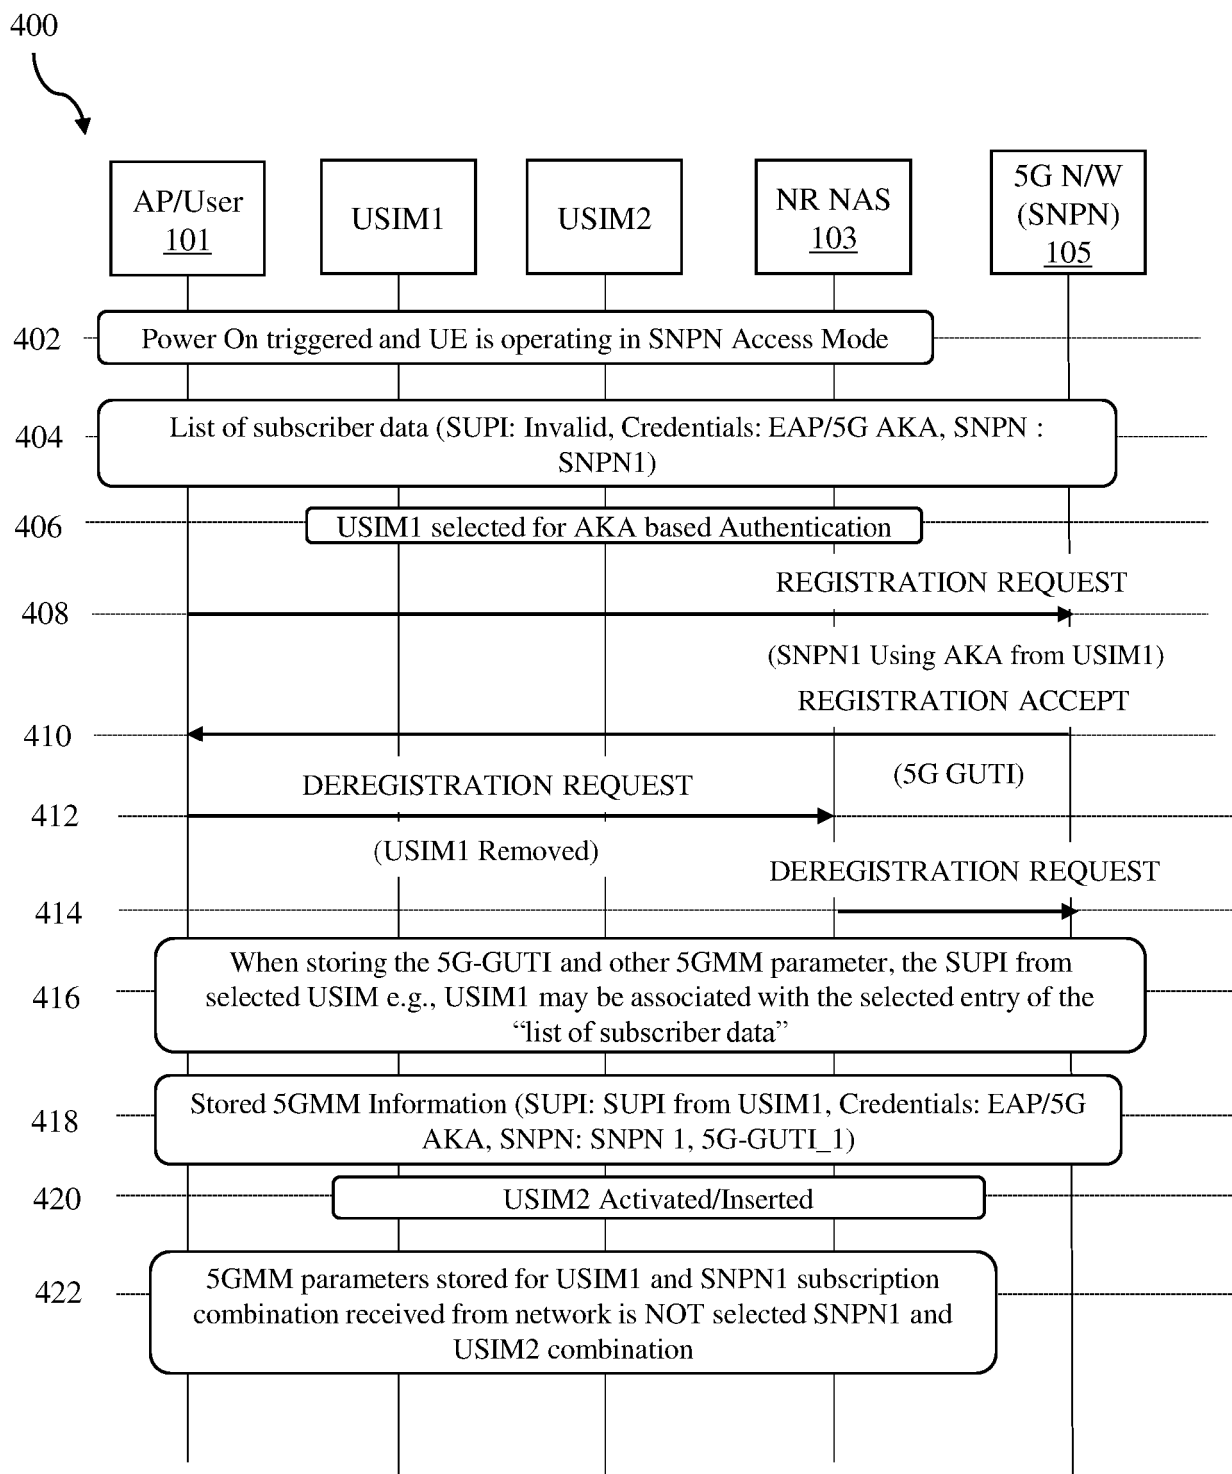 400
AP/User
101
USIM1
USIM2
NR NAS
103
5G N/W
(SNPN)
105
402
Power On triggered and UE is operating in SNPN Access Mode
404
List of subscriber data (SUPI: Invalid, Credentials: EAP/5G AKA, SNPN :
SNPN1)
406
USIM1 selected for AKA based Authentication
REGISTRATION REQUEST
408
(SNPN1 Using AKA from USIM1)
REGISTRATION ACCEPT
410
(5G GUTI)
DEREGISTRATION REQUEST
412
(USIM1 Removed)
DEREGISTRATION REQUEST
414
416
When storing the 5G-GUTI and other 5GMM parameter, the SUPI from
selected USIM e.g., USIM1 may be associated with the selected entry of the
“list of subscriber data”
418
Stored 5GMM Information (SUPI: SUPI from USIM1, Credentials: EAP/5G
AKA, SNPN: SNPN 1, 5G-GUTI_1)
420
USIM2 Activated/Inserted
422
5GMM parameters stored for USIM1 and SNPN1 subscription
combination received from network is NOT selected SNPN1 and
USIM2 combination